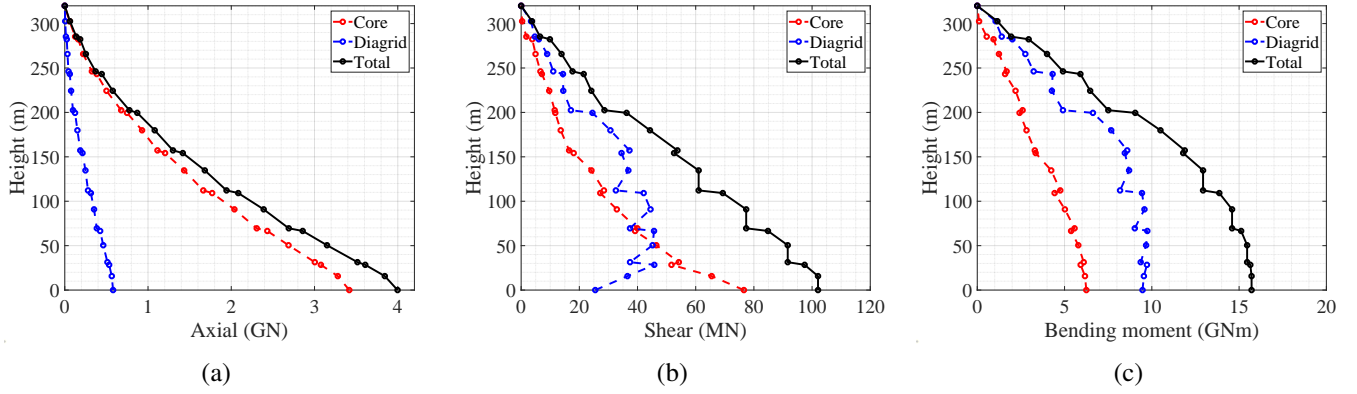 Height (m)
300
250
200
150
100
50
0
0 1 2 3 4
Axial (GN)
Core
Diagrid
Total
(a)
Height (m)
300
250
200
150
100
50
0
0 20 40 60 80 100 120
Shear (MN)
Core
Diagrid
Total
(b)
Height (m)
300
250
200
150
100
50
0
0 5 10 15 20
Bending moment (GNm)
Core
Diagrid
Total
(c)